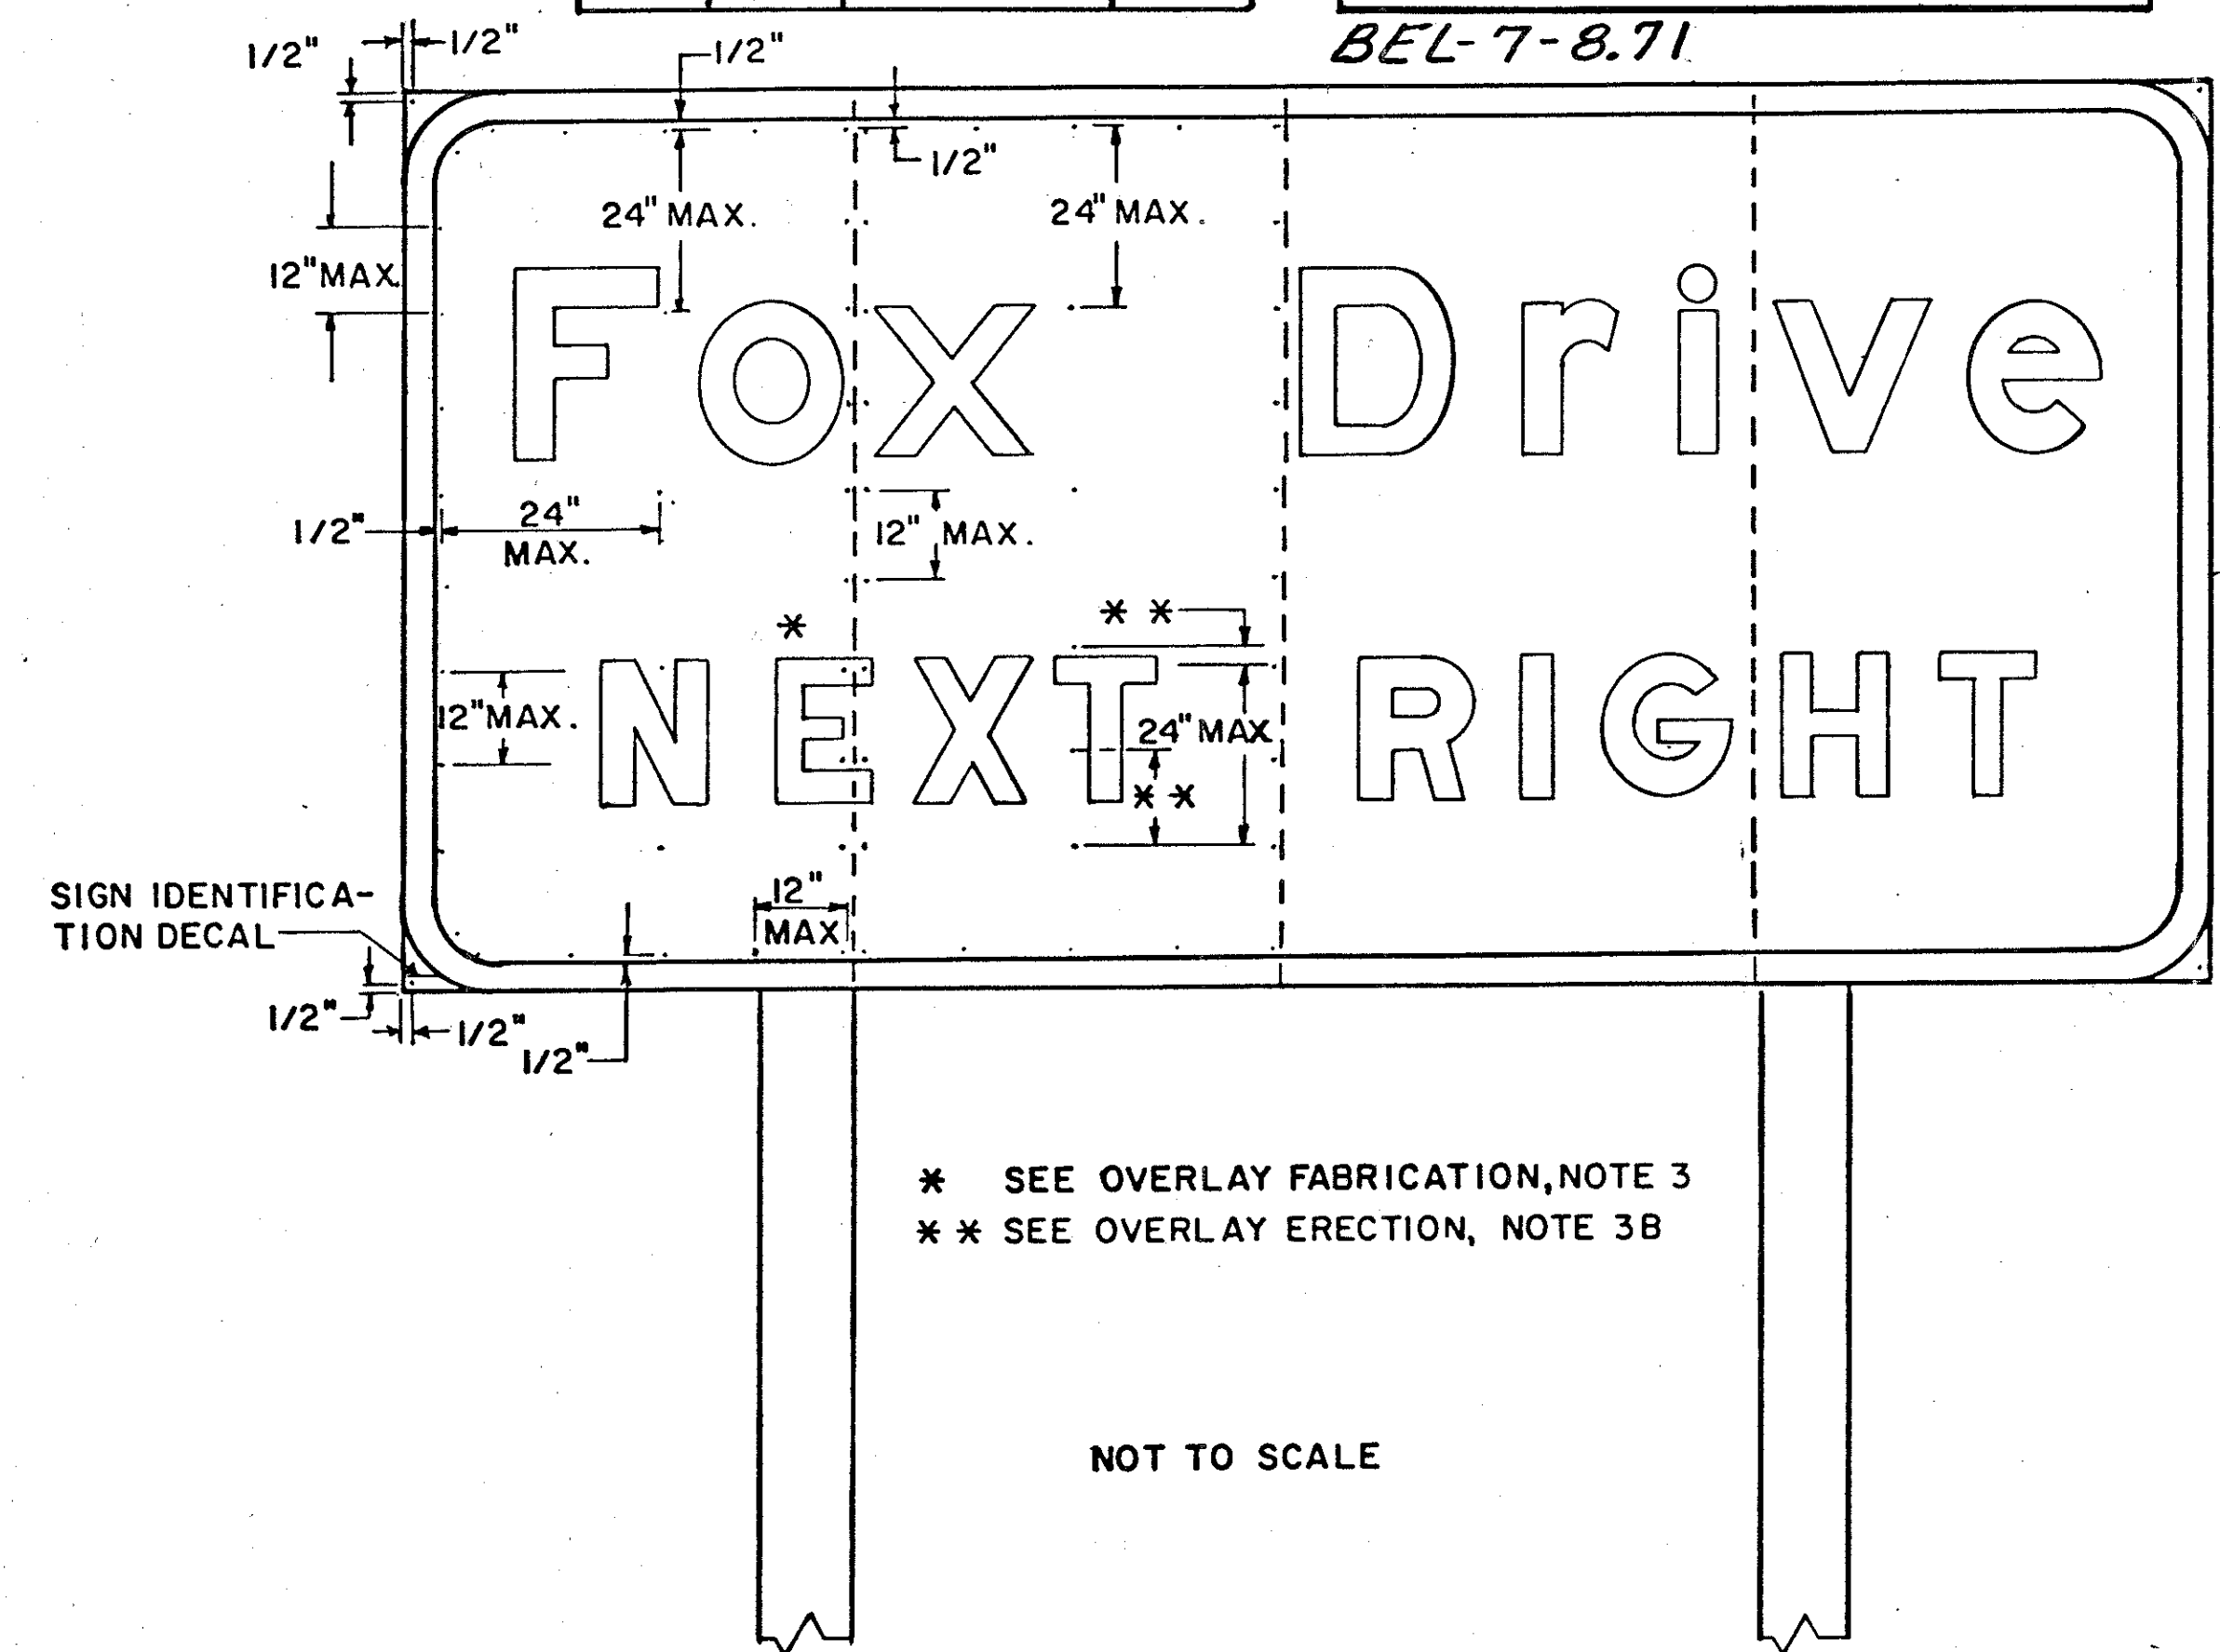 BEL-7-8.71
1/2"
1/2"
1/2"
1/2"
24" MAX.
24" MAX.
12" MAX.
Fox Drive
1/2"
24"
MAX.
12" MAX.
*
* *
NEXT RIGHT
12" MAX.
24" MAX
* *
SIGN IDENTIFICA-
TION DECAL
12"
MAX
1/2"
1/2"
1/2"
* SEE OVERLAY FABRICATION, NOTE 3
* * SEE OVERLAY ERECTION, NOTE 3B
NOT TO SCALE